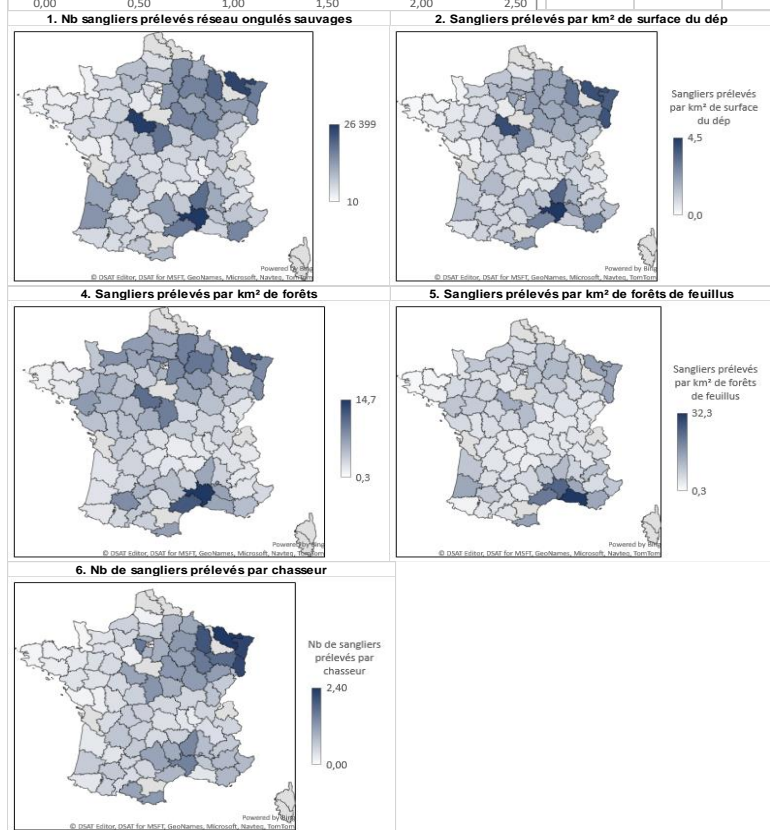 0,00 0,50 1,00 1,50 2,00 2,50
1. Nb sangliers prélevés réseau ongulés sauvages
2. Sangliers prélevés par km² de surface du dép
26 399
10
Sangliers prélevés
par km² de surface
du dép
4,5
0,0
Powered by Bing
© DSAT Editor, DSAT for MSFT, GeoNames, Microsoft, Navteq, TomTom
Powered by Bing
© DSAT Editor, DSAT for MSFT, GeoNames, Microsoft, Navteq, TomTom
4. Sangliers prélevés par km² de forêts
5. Sangliers prélevés par km² de forêts de feuillus
14,7
0,3
Sangliers prélevés
par km² de forêts
de feuillus
32,3
0,3
Powered by Bing
© DSAT Editor, DSAT for MSFT, GeoNames, Microsoft, Navteq, TomTom
Powered by Bing
© DSAT Editor, DSAT for MSFT, GeoNames, Microsoft, Navteq, TomTom
6. Nb de sangliers prélevés par chasseur
Nb de sangliers
prélevés par
chasseur
2,40
0,00
Powered by Bing
© DSAT Editor, DSAT for MSFT, GeoNames, Microsoft, Navteq, TomTom